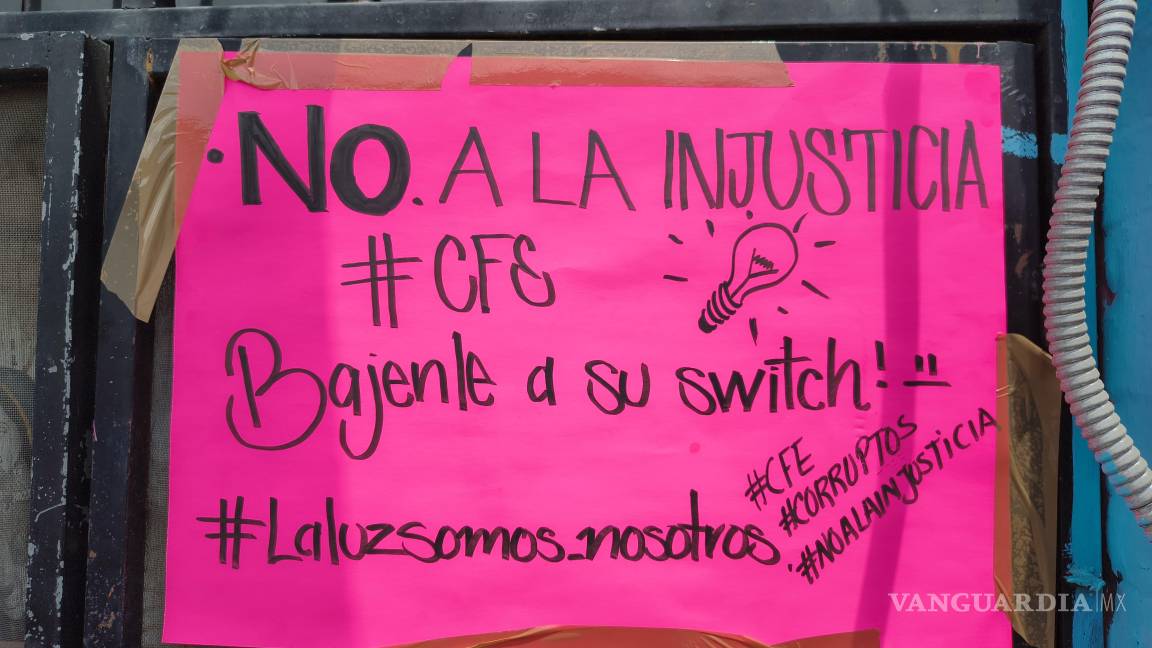 ·NO. A LA INJUSTICIA
#CFE
Bajenle a su switch!
#Laluzsomos_nosotros.
#CFE
#CORRUPTOS
#NOALAINJUSTICIA
VANGUARDIA|MX